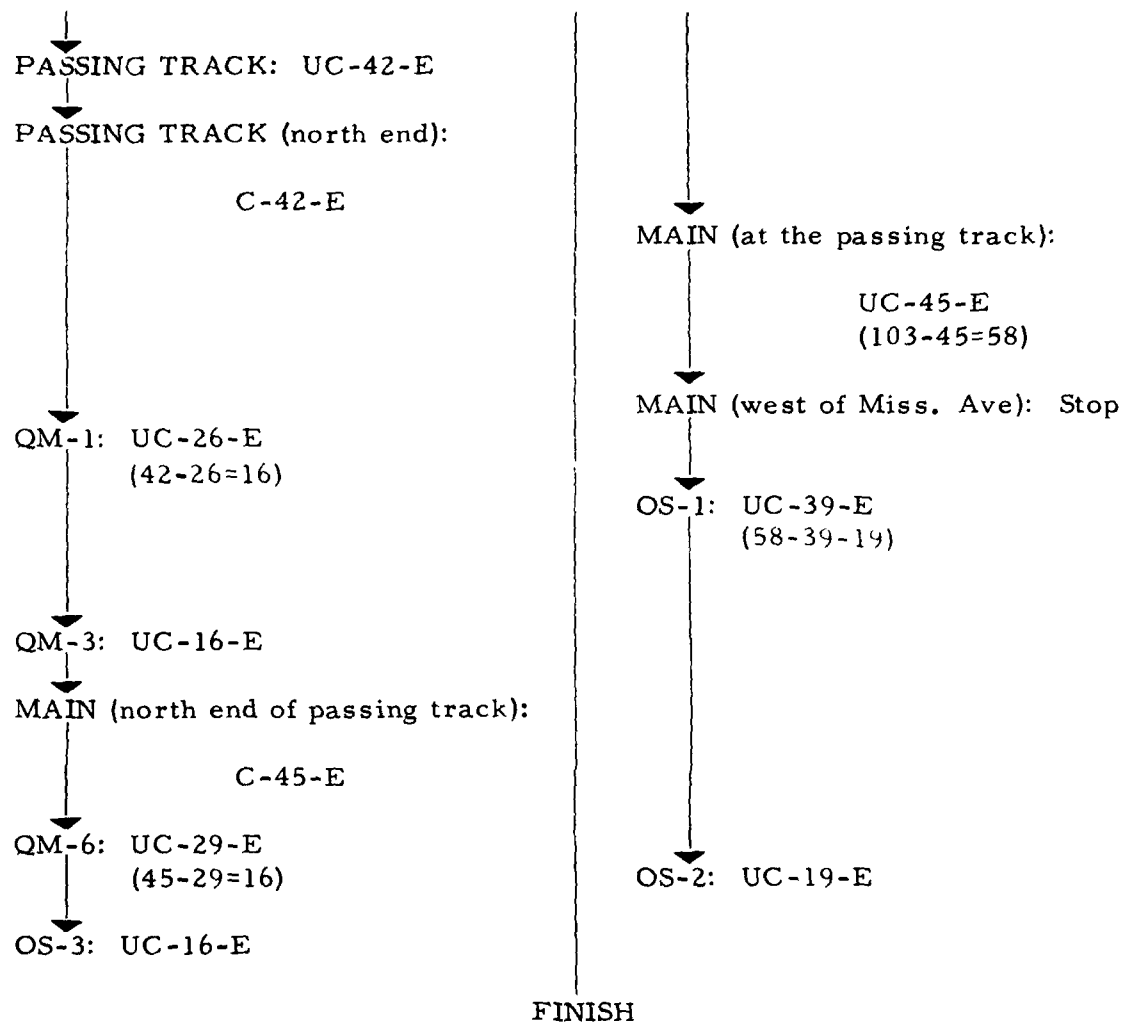 PASSING TRACK: UC-42-E
PASSING TRACK (north end):
C-42-E
QM-1: UC-26-E
(42-26=16)
QM-3: UC-16-E
MAIN (north end of passing track):
C-45-E
QM-6: UC-29-E
(45-29=16)
OS-3: UC-16-E
MAIN (at the passing track):
UC-45-E
(103-45=58)
MAIN (west of Miss. Ave): Stop
OS-1: UC-39-E
(58-39-19)
OS-2: UC-19-E
FINISH